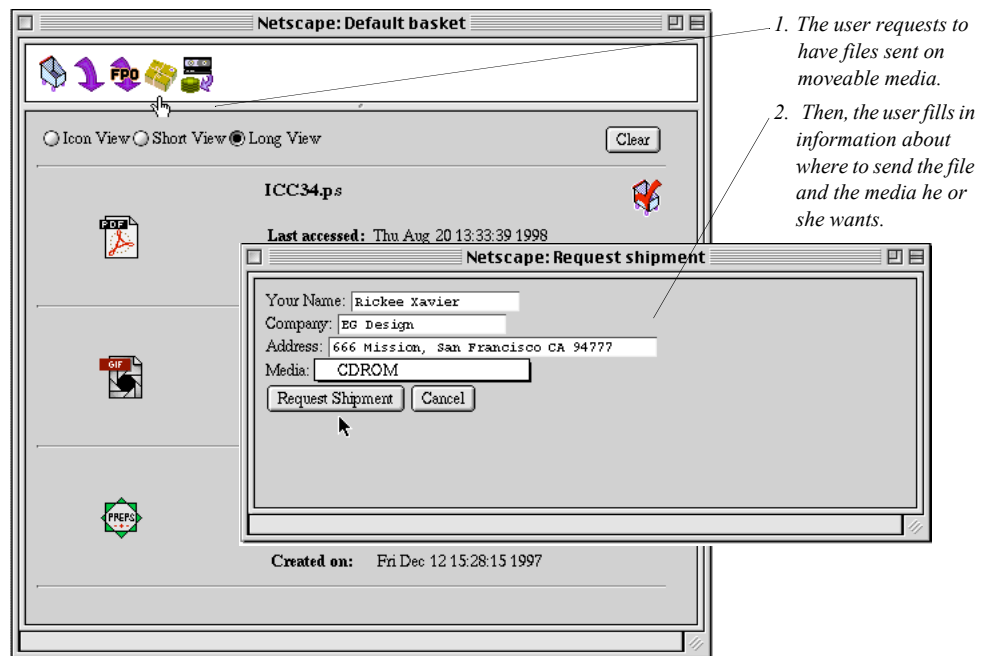 Netscape: Default basket
FPO
Icon View Short View Long View Clear
ICC34.ps
PDF
Last accessed: Thu Aug 20 13:33:39 1998
GIF
PREPS
Created on: Fri Dec 12 15:28:15 1997
Netscape: Request shipment
Your Name: Rickee Xavier
Company: EG Design
Address: 666 Mission, San Francisco CA 94777
Media: CDROM
Request Shipment Cancel
1. The user requests to
have files sent on
moveable media.
2. Then, the user fills in
information about
where to send the file
and the media he or
she wants.